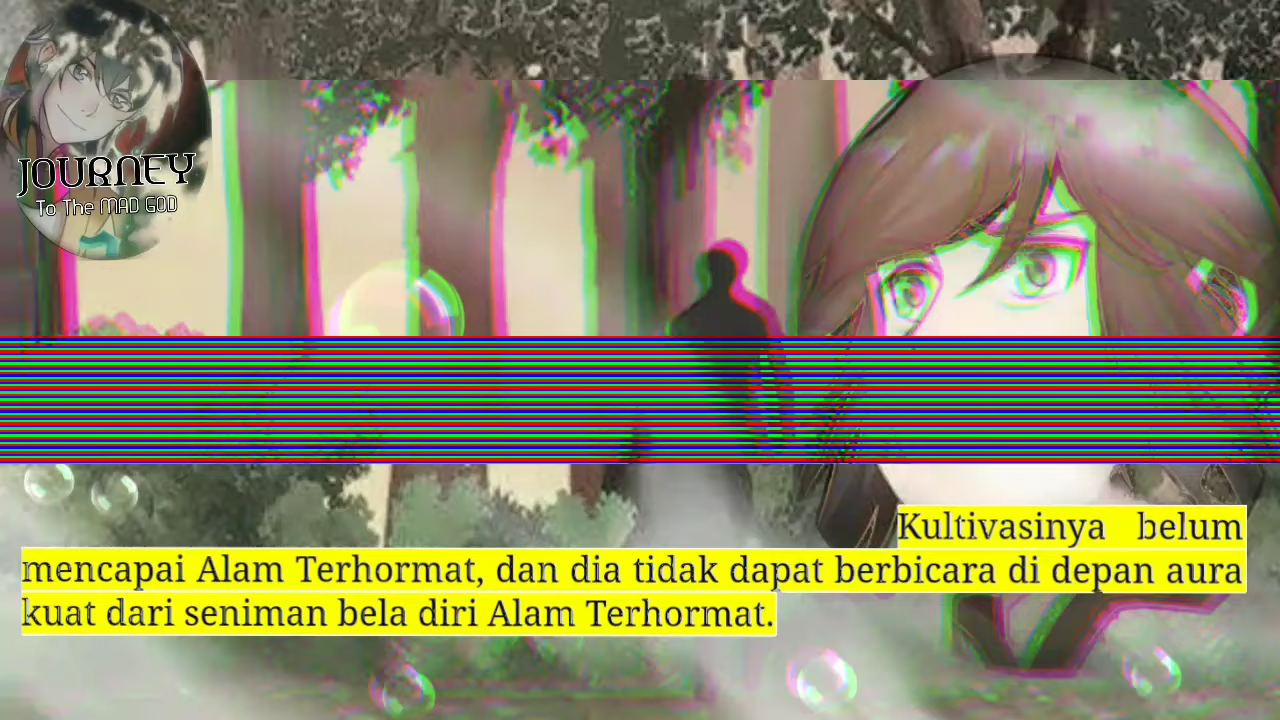 JOURNEY
To The MAD GOD
Kultivasinya belum
mencapai Alam Terhormat, dan dia tidak dapat berbicara di depan aura
kuat dari seniman bela diri Alam Terhormat.